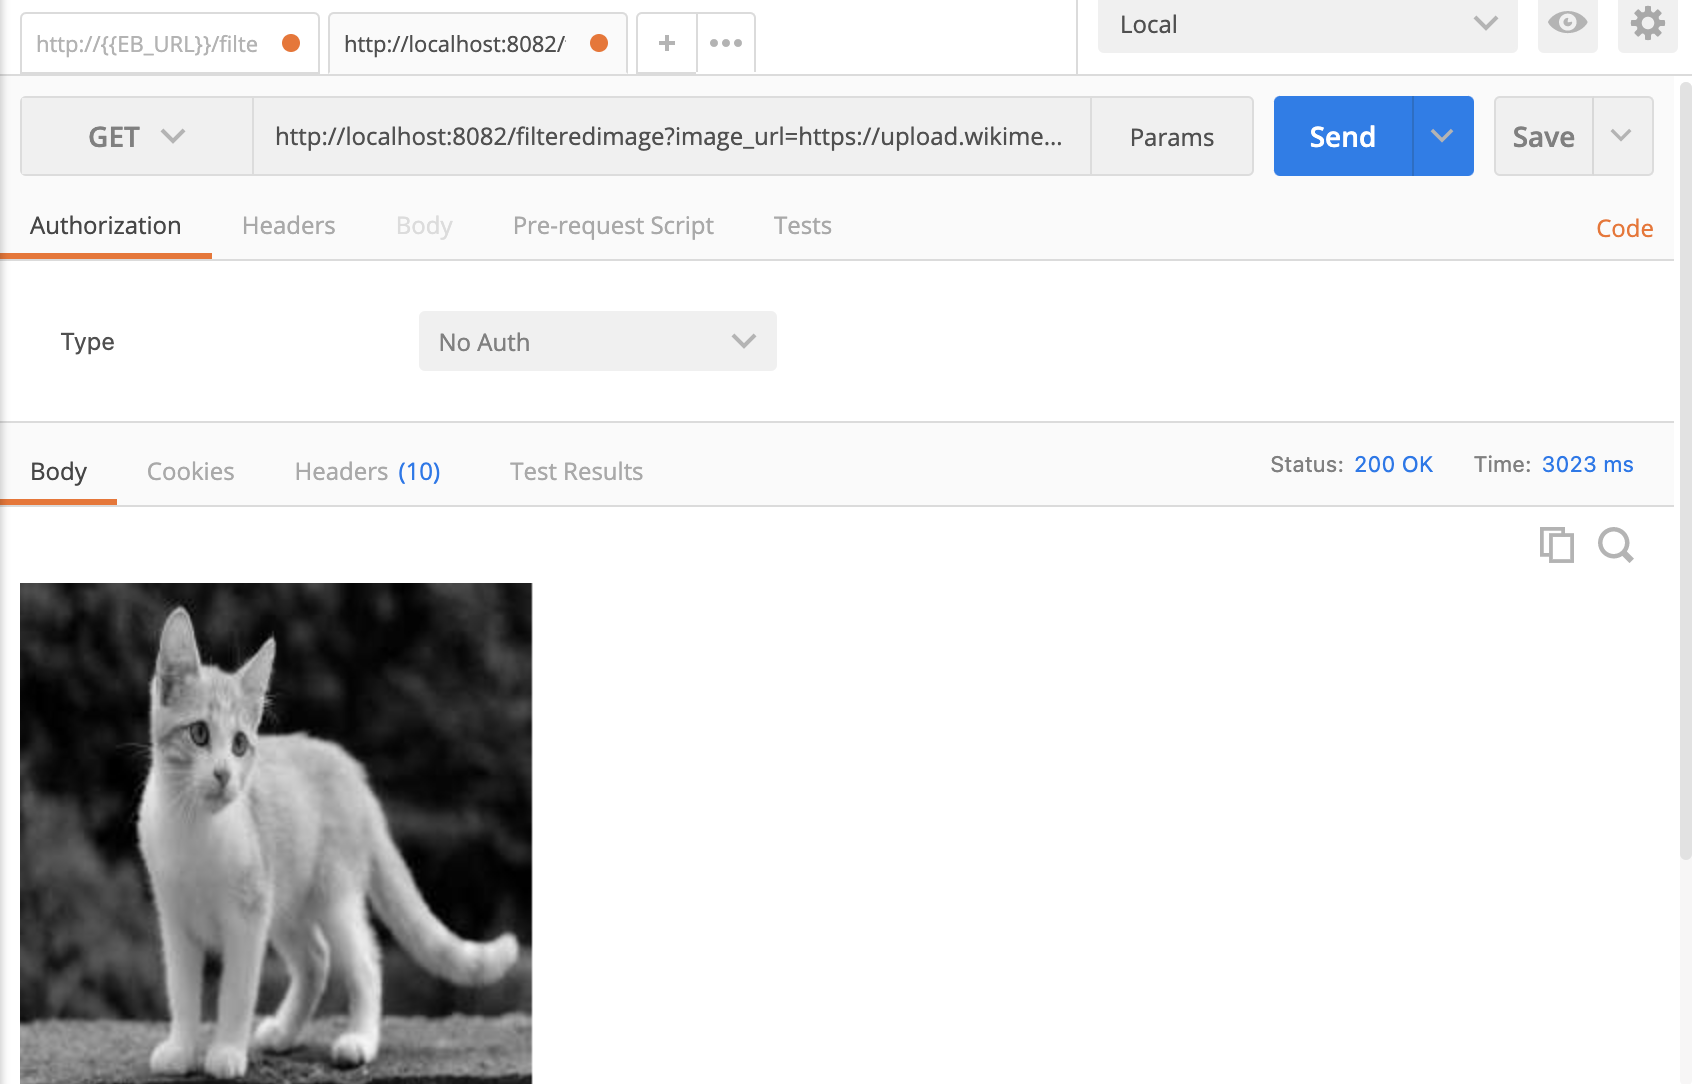 http://{{EB_URL}}/filte
http://localhost:8082/
Local
GET
http://localhost:8082/filteredimage?image_url=https://upload.wikime...
Params
Send
Save
Authorization
Headers
Body
Pre-request Script
Tests
Code
Type
No Auth
Body
Cookies
Headers (10)
Test Results
Status: 200 OK
Time: 3023 ms